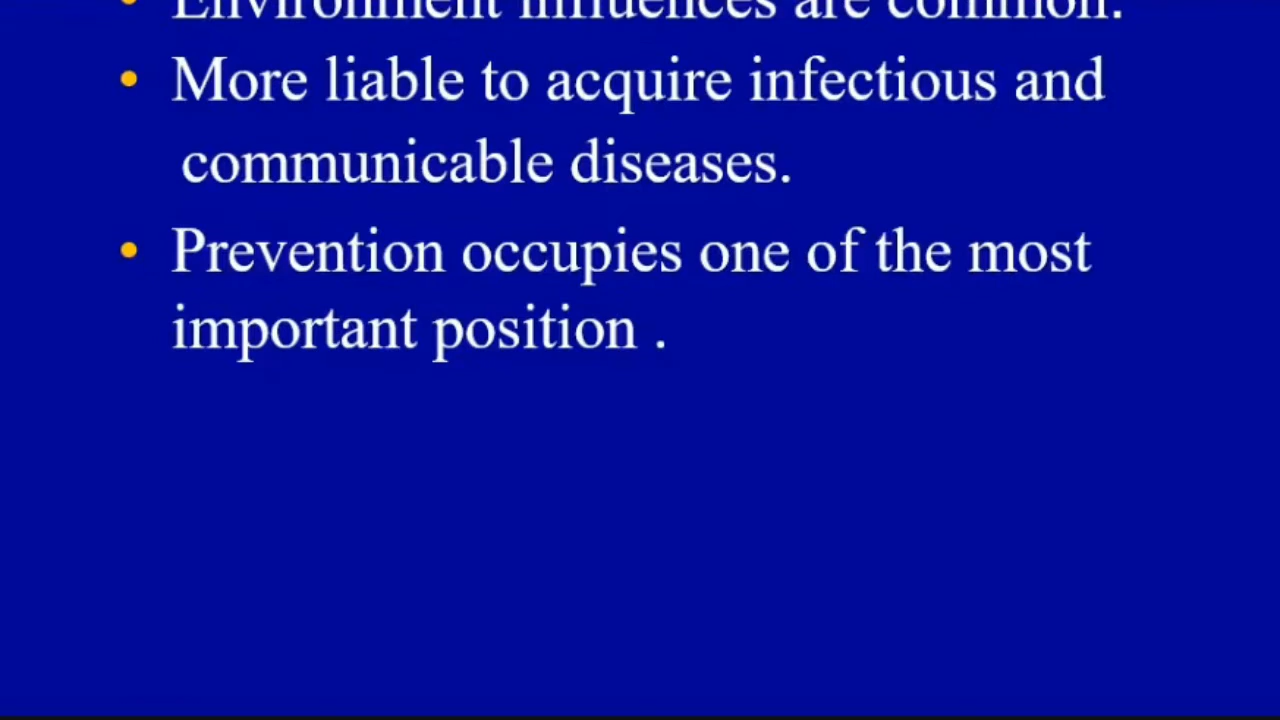 • Environment influences are common.
• More liable to acquire infectious and
communicable diseases.
• Prevention occupies one of the most
important position .